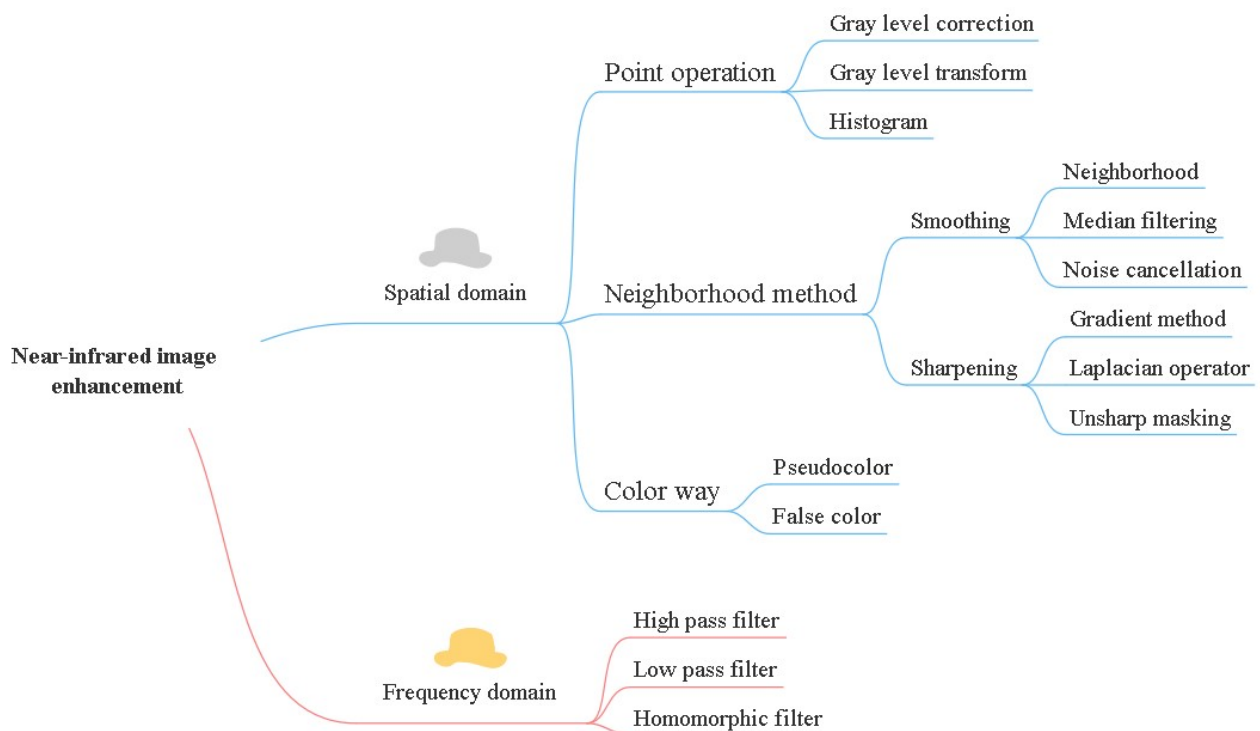 Gray level correction
Point operation
Gray level transform
Histogram
Neighborhood
Smoothing
Median filtering
Noise cancellation
Spatial domain
Neighborhood method
Gradient method
Near-infrared image
enhancement
Sharpening
Laplacian operator
Unsharp masking
Color way
Pseudocolor
False color
High pass filter
Low pass filter
Frequency domain
Homomorphic filter